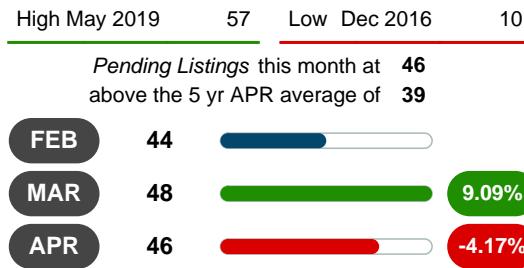 High May 2019 57 Low Dec 2016 10
Pending Listings this month at 46
above the 5 yr APR average of 39
FEB 44
MAR 48 9.09%
APR 46 -4.17%